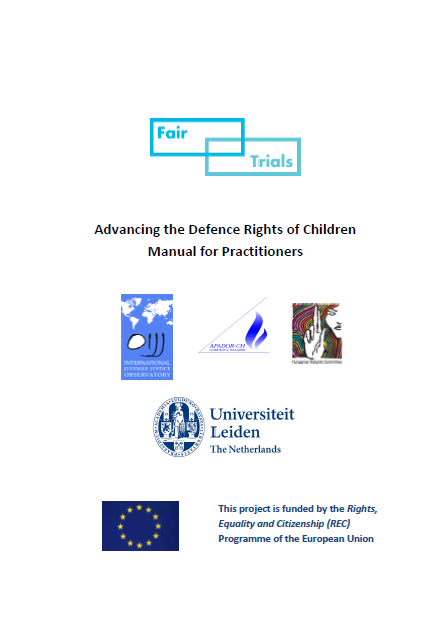 Fair
Trials
Advancing the Defence Rights of Children
Manual for Practitioners
INTERNATIONAL
JUVENILE JUSTICE
OBSERVATORY
APADOR-CH
Hungarian Helsinki Committee
Universiteit
Leiden
The Netherlands
This project is funded by the Rights,
Equality and Citizenship (REC)
Programme of the European Union